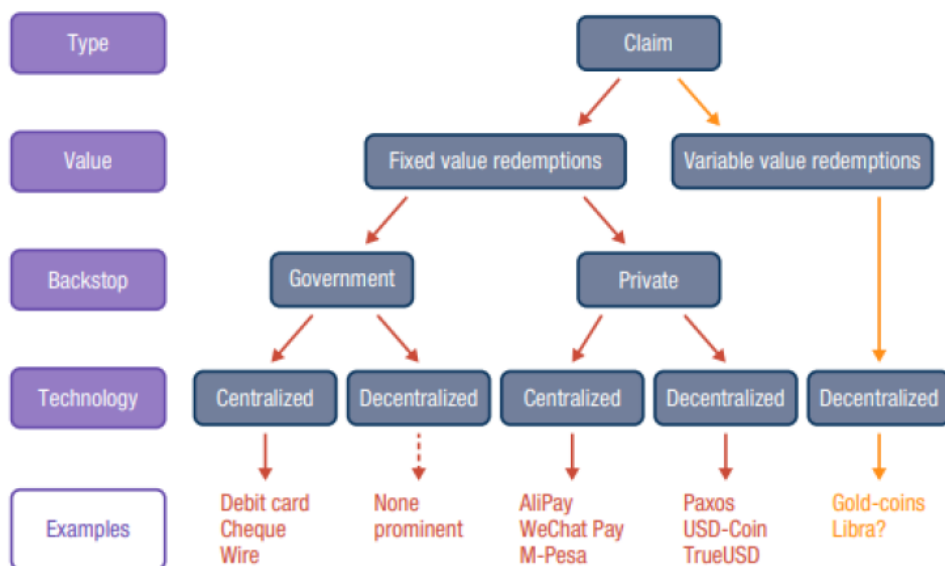 Type
Claim
Value
Fixed value redemptions
Variable value redemptions
Backstop
Government
Private
Technology
Centralized
Decentralized
Centralized
Decentralized
Decentralized
Examples
Debit card
Cheque
Wire
None
prominent
AliPay
WeChat Pay
M-Pesa
Paxos
USD-Coin
TrueUSD
Gold-coins
Libra?